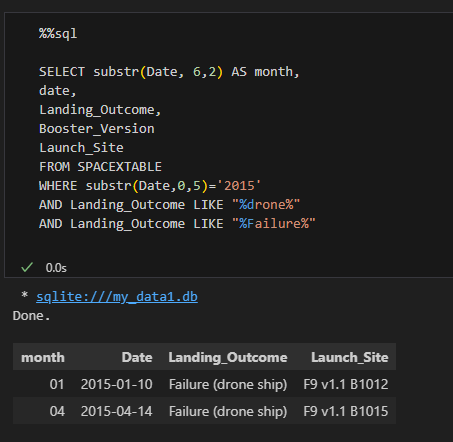 %%sql
SELECT substr(Date, 6,2) AS month,
date,
Landing_Outcome,
Booster_Version
Launch_Site
FROM SPACEXTABLE
WHERE substr(Date,0,5)='2015'
AND Landing_Outcome LIKE "%drone%"
AND Landing_Outcome LIKE "%Failure%"
✓ 0.0s
* sqlite:///my_data1.db
Done.
month Date Landing_Outcome Launch_Site
01 2015-01-10 Failure (drone ship) F9 v1.1 B1012
04 2015-04-14 Failure (drone ship) F9 v1.1 B1015